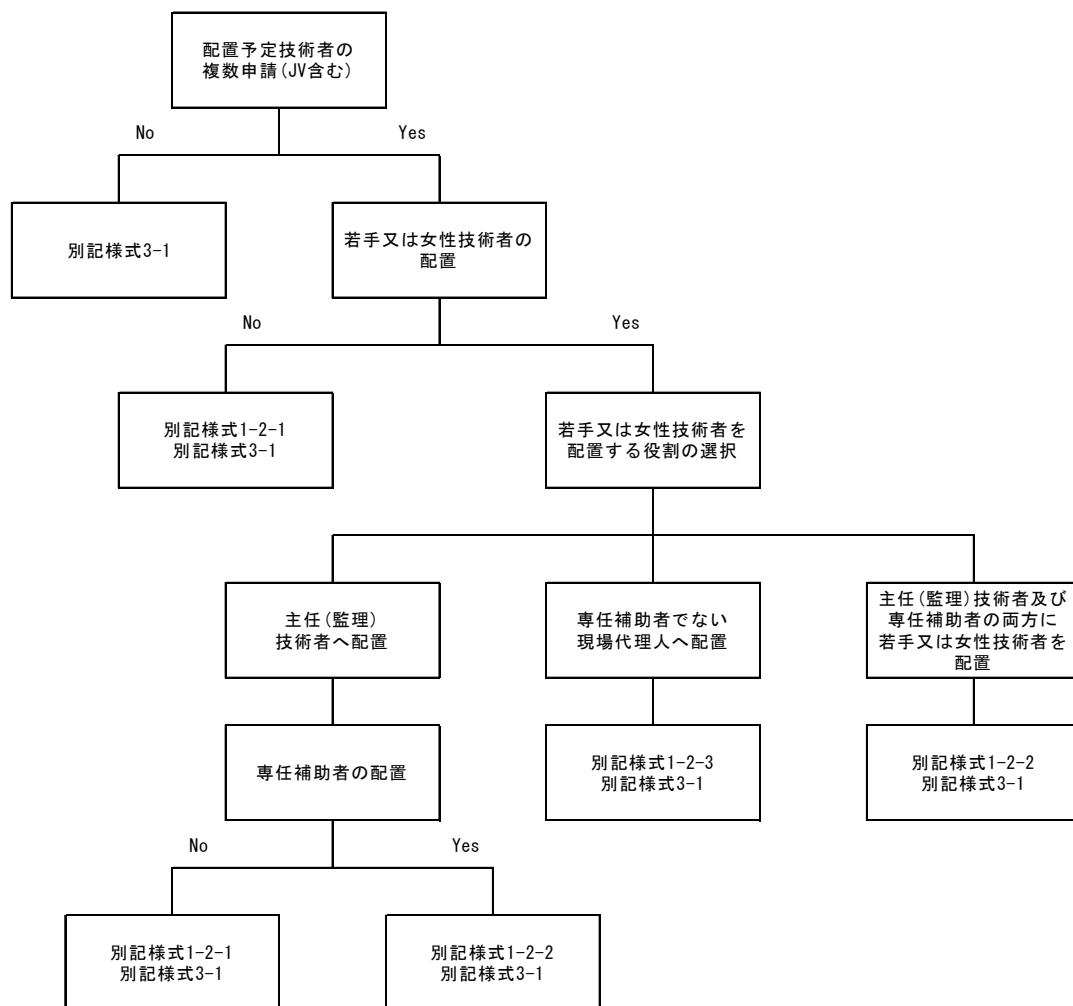 配置予定技術者の
複数申請(JV含む)
No
Yes
別記様式3-1
若手又は女性技術者の
配置
No
Yes
別記様式1-2-1
別記様式3-1
若手又は女性技術者を
配置する役割の選択
主任(監理)
技術者へ配置
専任補助者でない
現場代理人へ配置
主任(監理)技術者及び
専任補助者の両方に
若手又は女性技術者を
配置
専任補助者の配置
別記様式1-2-3
別記様式3-1
別記様式1-2-2
別記様式3-1
No
Yes
別記様式1-2-1
別記様式3-1
別記様式1-2-2
別記様式3-1